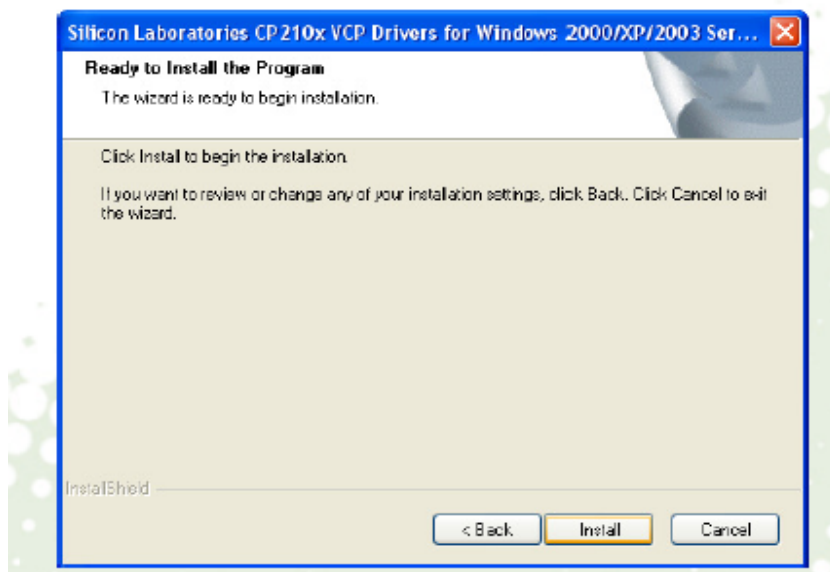 Silicon Laboratories CP210x VCP Drivers for Windows 2000/XP/2003 Ser...
Ready to Install the Program
The wizard is ready to begin installation.
Click Install to begin the installation.
If you want to review or change any of your installation settings, click Back. Click Cancel to exit
the wizard.
InstallShield
< Back
Install
Cancel